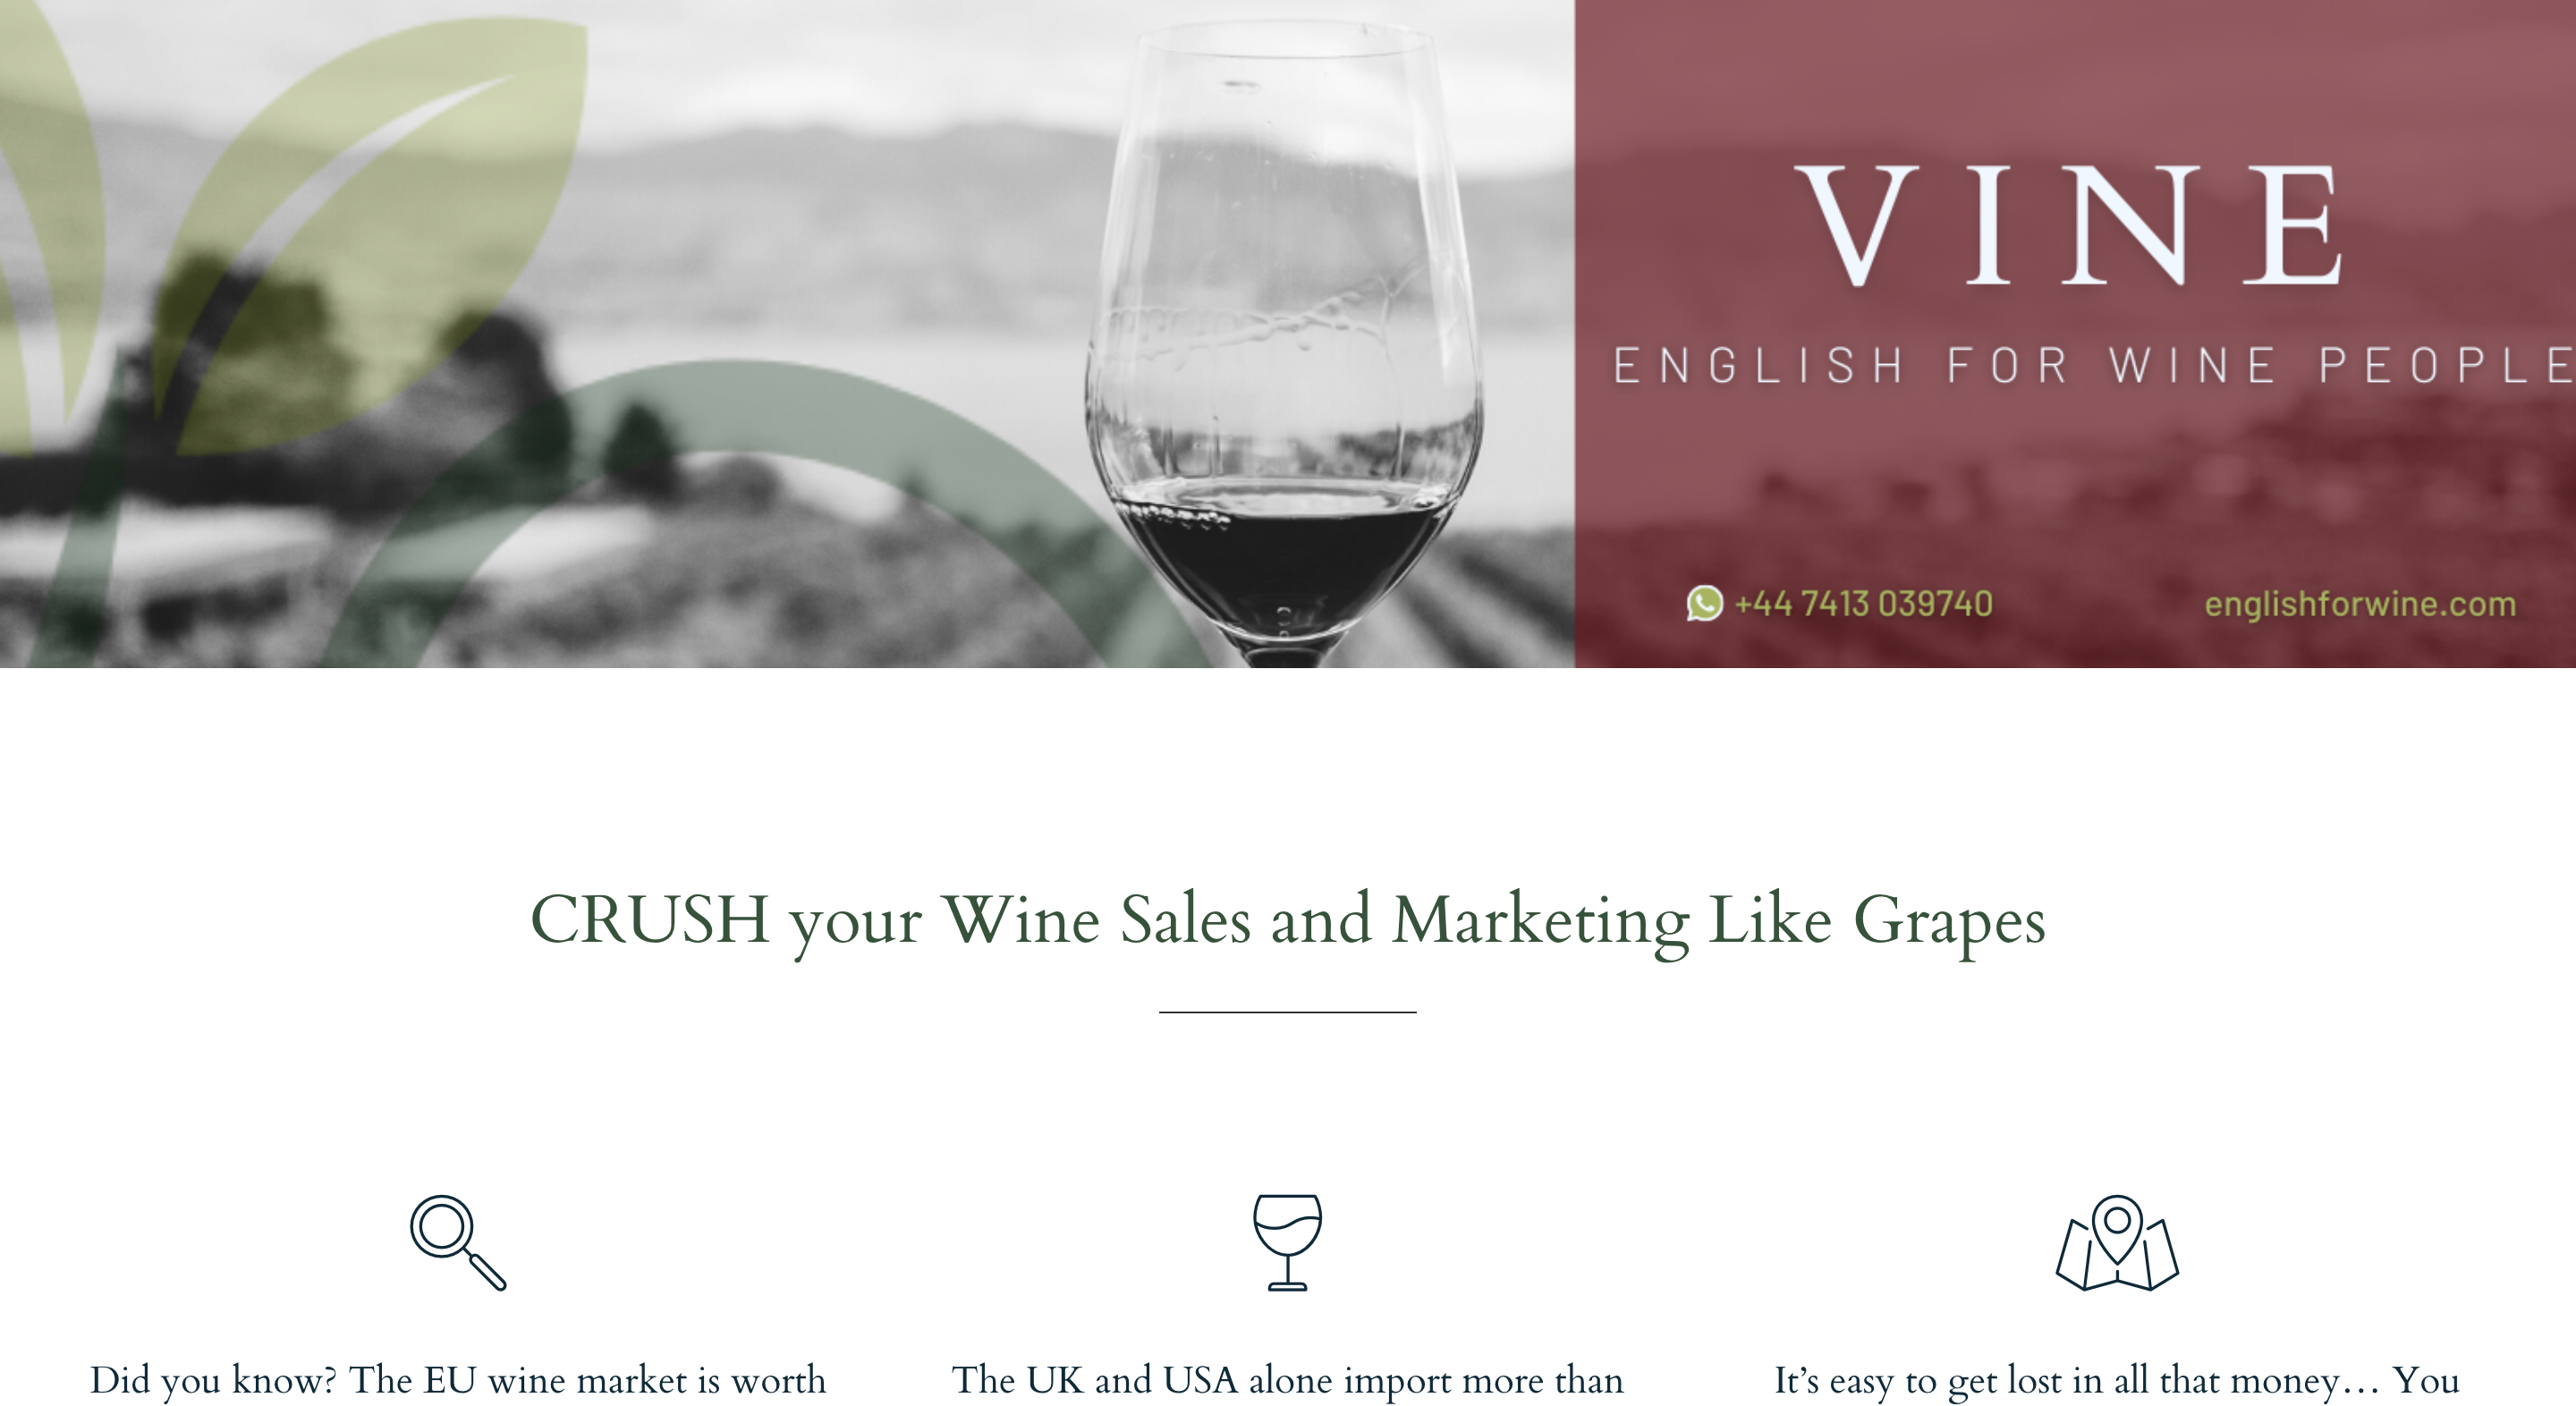 VINE
ENGLISH FOR WINE PEOPLE
+44 7413 039740
englishforwine.com
CRUSH your Wine Sales and Marketing Like Grapes
Did you know? The EU wine market is worth
The UK and USA alone import more than
It’s easy to get lost in all that money… You